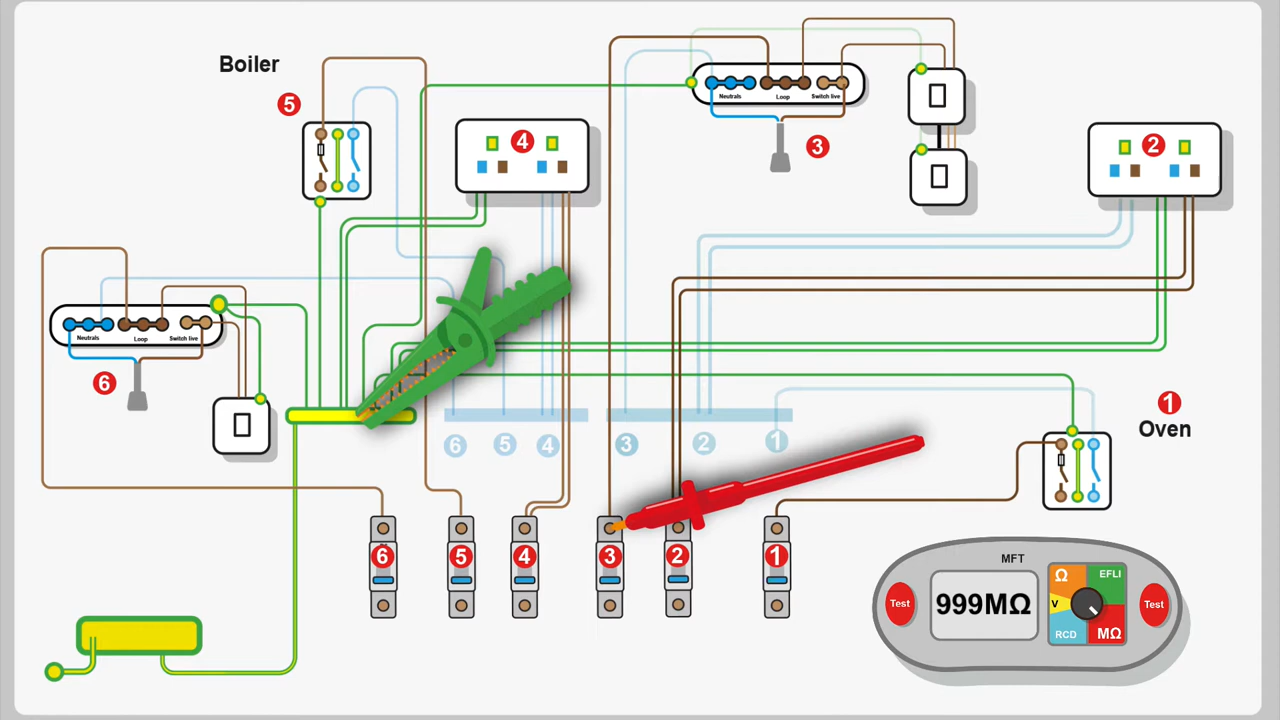 Boiler
5
4
3
2
Neutrals Loop Switch live
Neutrals Loop Switch live
6
1
Oven
6 5 4 3 2 1
6 5 4 3 2 1
MFT
Test
999MΩ
Ω EFLI
V
RCD MΩ
Test